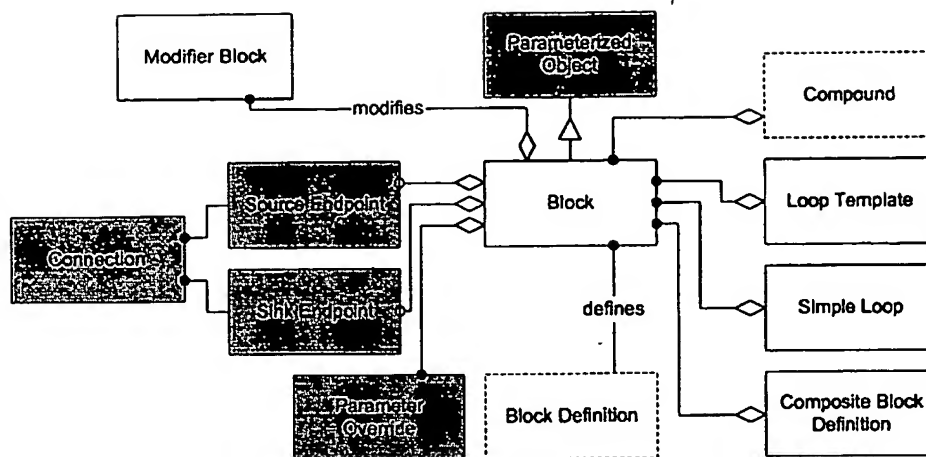 Parameterized
Object
Modifier Block
Compound
modifies
Source Endpoint
Block
Loop Template
Connection
Sink Endpoint
defines
Simple Loop
Parameter
Override
Block Definition
Composite Block
Definition